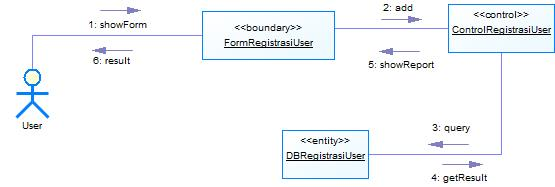 1: showForm
6: result
User
<<boundary>>
FormRegistrasiUser
2: add
5: showReport
<<control>>
ControlRegistrasiUser
3: query
4: getResult
<<entity>>
DBRegistrasiUser